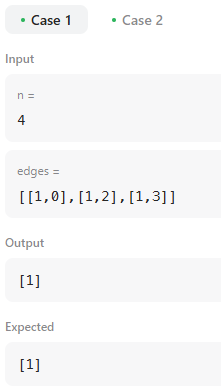 Case 1 Case 2
Input
n =
4
edges =
[[1,0],[1,2],[1,3]]
Output
[1]
Expected
[1]